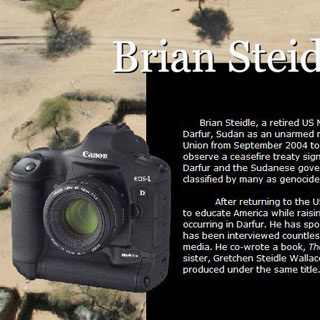 Brian Steid
Brian Steidle, a retired US M
Darfur, Sudan as an unarmed
Union from September 2004 to
observe a ceasefire treaty sig
Darfur and the Sudanese gove
classified by many as genocide
After returning to the US
to educate America while raisin
occurring in Darfur. He has spo
has been interviewed countles
media. He co-wrote a book, The
sister, Gretchen Steidle Wallac
produced under the same title.
Canon
EOS-1
D